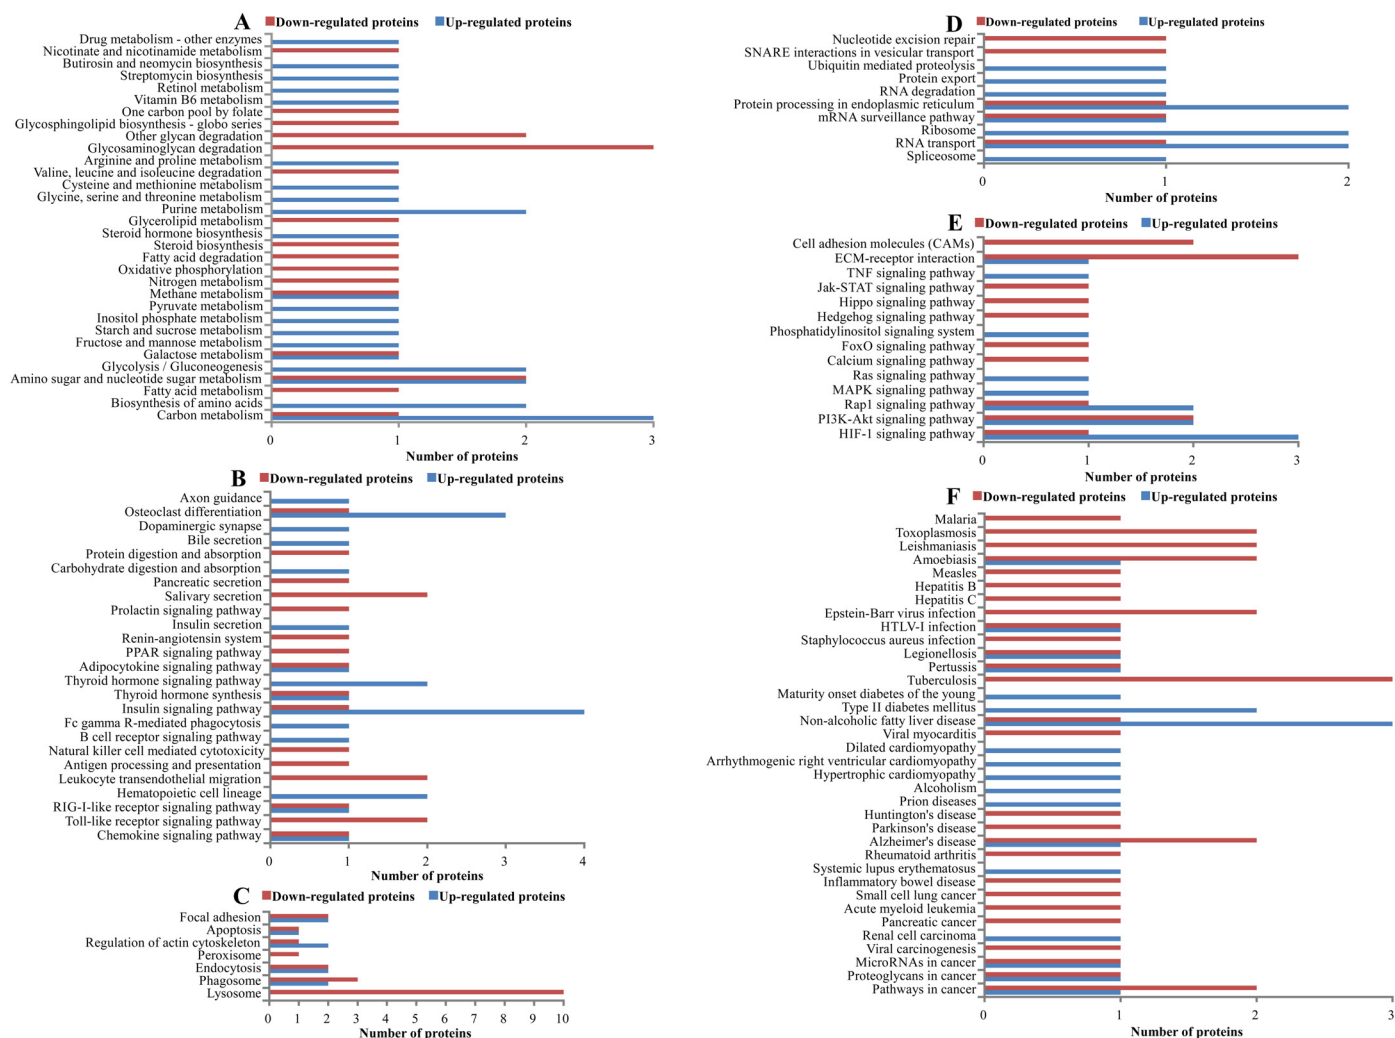 A
Down-regulated proteins
Up-regulated proteins
Drug metabolism - other enzymes
Nicotinate and nicotinamide metabolism
Butirosin and neomycin biosynthesis
Streptomycin biosynthesis
Retinol metabolism
Vitamin B6 metabolism
One carbon pool by folate
Glycosphingolipid biosynthesis - globo series
Other glycan degradation
Glycosaminoglycan degradation
Arginine and proline metabolism
Valine, leucine and isoleucine degradation
Cysteine and methionine metabolism
Glycine, serine and threonine metabolism
Purine metabolism
Glycerolipid metabolism
Steroid hormone biosynthesis
Steroid biosynthesis
Fatty acid degradation
Oxidative phosphorylation
Nitrogen metabolism
Methane metabolism
Pyruvate metabolism
Inositol phosphate metabolism
Starch and sucrose metabolism
Fructose and mannose metabolism
Galactose metabolism
Glycolysis / Gluconeogenesis
Amino sugar and nucleotide sugar metabolism
Fatty acid metabolism
Biosynthesis of amino acids
Carbon metabolism
0 1 2 3
Number of proteins
B
Down-regulated proteins
Up-regulated proteins
Axon guidance
Osteoclast differentiation
Dopaminergic synapse
Bile secretion
Protein digestion and absorption
Carbohydrate digestion and absorption
Pancreatic secretion
Salivary secretion
Prolactin signaling pathway
Insulin secretion
Renin-angiotensin system
PPAR signaling pathway
Adipocytokine signaling pathway
Thyroid hormone signaling pathway
Thyroid hormone synthesis
Insulin signaling pathway
Fc gamma R-mediated phagocytosis
B cell receptor signaling pathway
Natural killer cell mediated cytotoxicity
Antigen processing and presentation
Leukocyte transendothelial migration
Hematopoietic cell lineage
RIG-I-like receptor signaling pathway
Toll-like receptor signaling pathway
Chemokine signaling pathway
0 1 2 3 4
Number of proteins
C
Down-regulated proteins
Up-regulated proteins
Focal adhesion
Apoptosis
Regulation of actin cytoskeleton
Peroxisome
Endocytosis
Phagosome
Lysosome
0 1 2 3 4 5 6 7 8 9 10
Number of proteins
D
Down-regulated proteins
Up-regulated proteins
Nucleotide excision repair
SNARE interactions in vesicular transport
Ubiquitin mediated proteolysis
Protein export
RNA degradation
Protein processing in endoplasmic reticulum
mRNA surveillance pathway
Ribosome
RNA transport
Spliceosome
0 1 2
Number of proteins
E
Down-regulated proteins
Up-regulated proteins
Cell adhesion molecules (CAMs)
ECM-receptor interaction
TNF signaling pathway
Jak-STAT signaling pathway
Hippo signaling pathway
Hedgehog signaling pathway
Phosphatidylinositol signaling system
FoxO signaling pathway
Calcium signaling pathway
Ras signaling pathway
MAPK signaling pathway
Rap1 signaling pathway
PI3K-Akt signaling pathway
HIF-1 signaling pathway
0 1 2 3
Number of proteins
F
Down-regulated proteins
Up-regulated proteins
Malaria
Toxoplasmosis
Leishmaniasis
Amoebiasis
Measles
Hepatitis B
Hepatitis C
Epstein-Barr virus infection
HTLV-I infection
Staphylococcus aureus infection
Legionellosis
Pertussis
Tuberculosis
Maturity onset diabetes of the young
Type II diabetes mellitus
Non-alcoholic fatty liver disease
Viral myocarditis
Dilated cardiomyopathy
Arrhythmogenic right ventricular cardiomyopathy
Hypertrophic cardiomyopathy
Alcoholism
Prion diseases
Huntington's disease
Parkinson's disease
Alzheimer's disease
Rheumatoid arthritis
Systemic lupus erythematosus
Inflammatory bowel disease
Small cell lung cancer
Acute myeloid leukemia
Pancreatic cancer
Renal cell carcinoma
Viral carcinogenesis
MicroRNAs in cancer
Proteoglycans in cancer
Pathways in cancer
0 1 2 3
Number of proteins